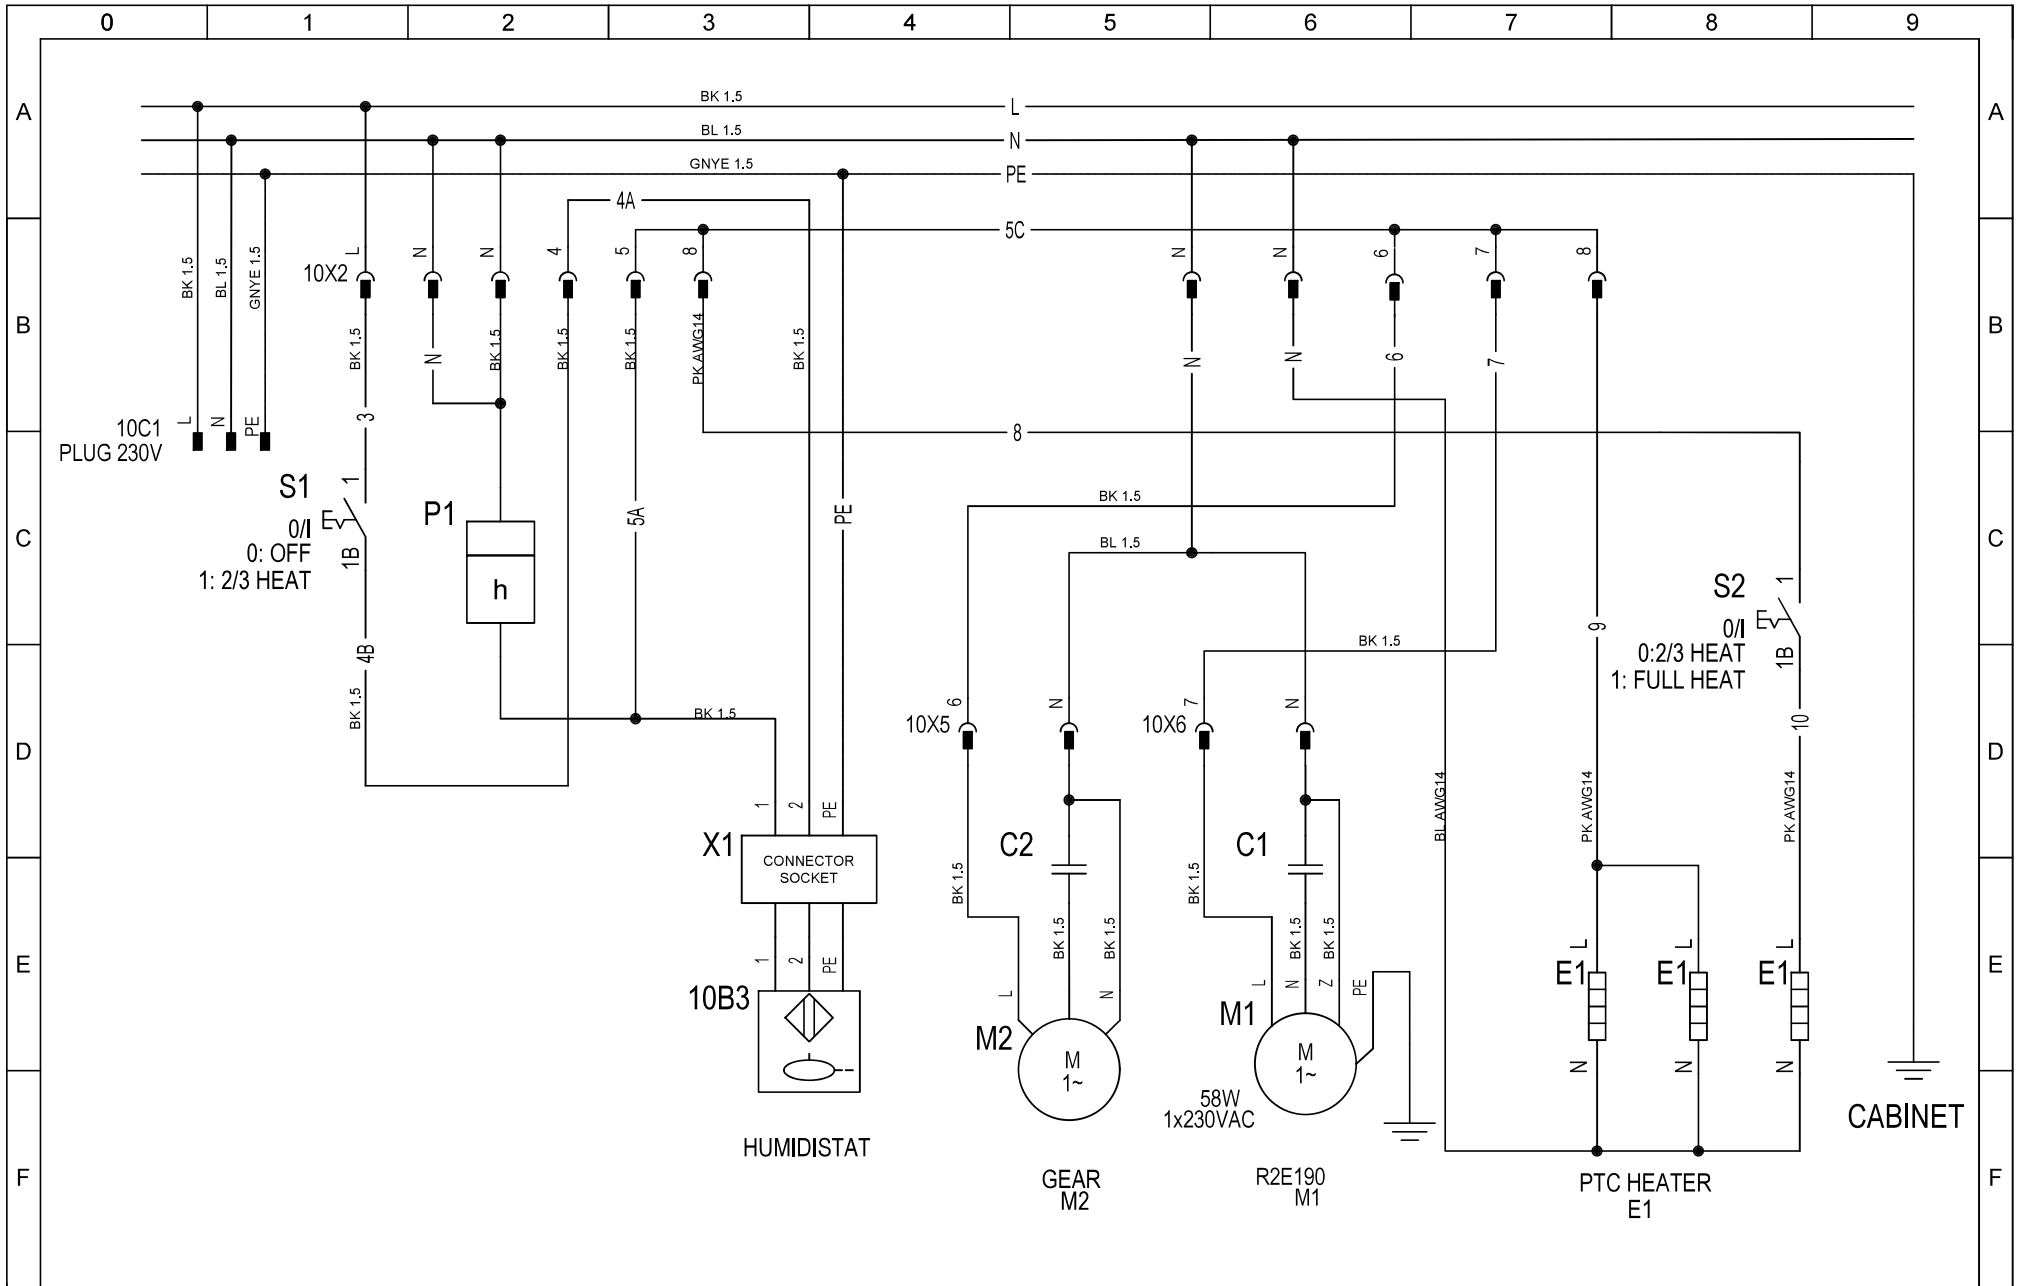 0 1 2 3 4 5 6 7 8 9
A BK 1.5 L A
BL 1.5 N
GNYE 1.5 PE
4A
5C
B B
BK 1.5
BL 1.5
GNYE 1.5
10X2 L N N 4 5 8 N N 6 7 8
BK 1.5 N BK 1.5 BK 1.5 BK 1.5 PK AWG14 BK 1.5 N N 6 7
3
10C1 L N PE
PLUG 230V
8
C C
S1 1
0/I
0: OFF
1: 2/3 HEAT
1B
P1
h
5A
PE
BK 1.5
BL 1.5
9
S2 1
0/I
0:2/3 HEAT
1: FULL HEAT
1B
4B
BK 1.5
BK 1.5
BK 1.5
D D
10X5 6 N
10X6 7 N
10
BL AWG14
PK AWG14
PK AWG14
1 2 PE
X1
CONNECTOR
SOCKET
C2
C1
BK 1.5
BK 1.5
E E
1 2 PE
BK 1.5
BK 1.5
BK 1.5
BK 1.5
10B3
L N
M2
M
1~
L N Z PE
M1
M
1~
58W
1x230VAC
L L L
E1 E1 E1
N N N
CABINET
F F
HUMIDISTAT
GEAR
M2
R2E190
M1
PTC HEATER
E1